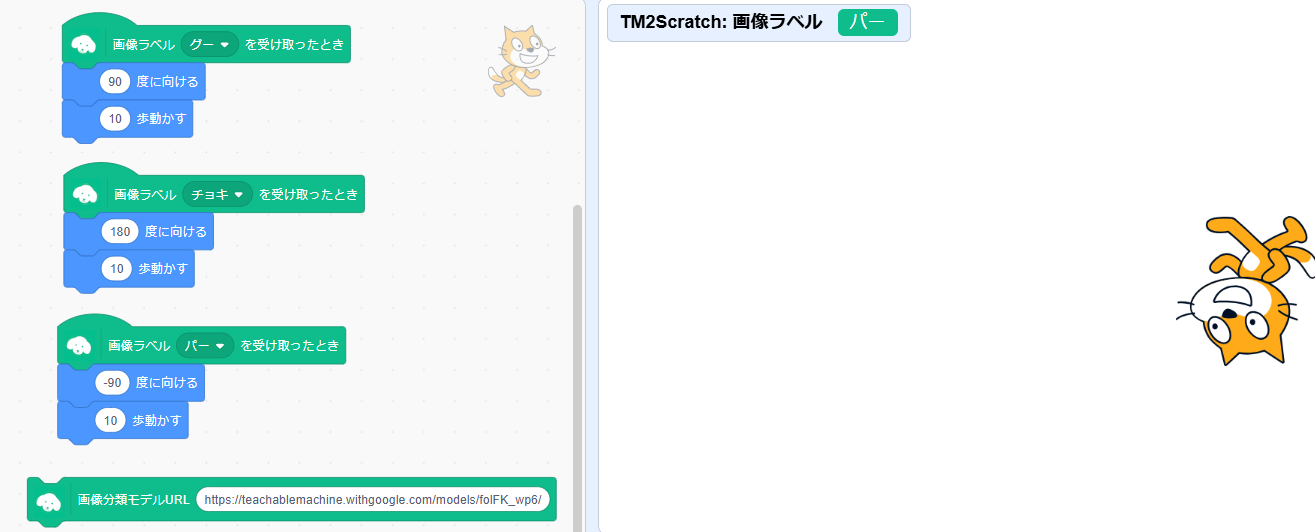 画像ラベル グー を受け取ったとき
90 度に向ける
10 歩動かす
画像ラベル チョキ を受け取ったとき
180 度に向ける
10 歩動かす
画像ラベル パー を受け取ったとき
-90 度に向ける
10 歩動かす
画像分類モデルURL https://teachablemachine.withgoogle.com/models/folFK_wp6/
TM2Scratch: 画像ラベル パー